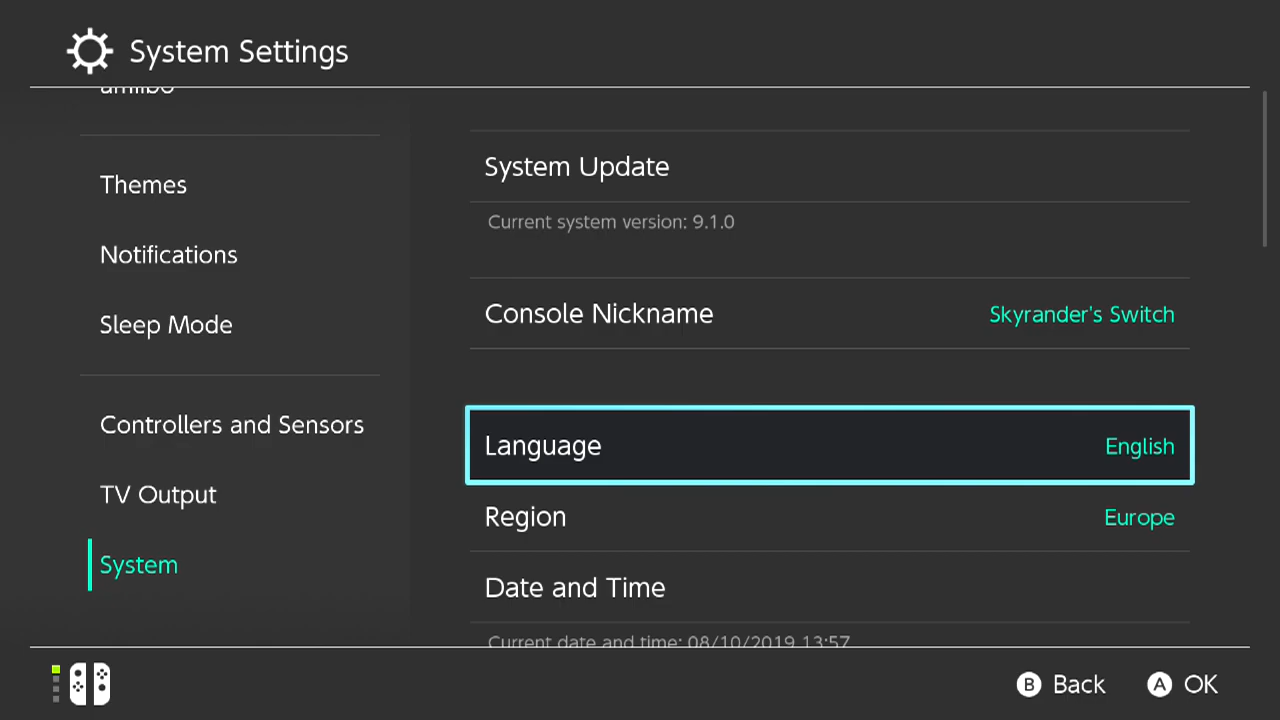 System Settings
amiibo
Themes
Notifications
Sleep Mode
Controllers and Sensors
TV Output
System
System Update
Current system version: 9.1.0
Console Nickname Skyrander's Switch
Language English
Region Europe
Date and Time
Current date and time: 08/10/2019 13:57
B Back A OK